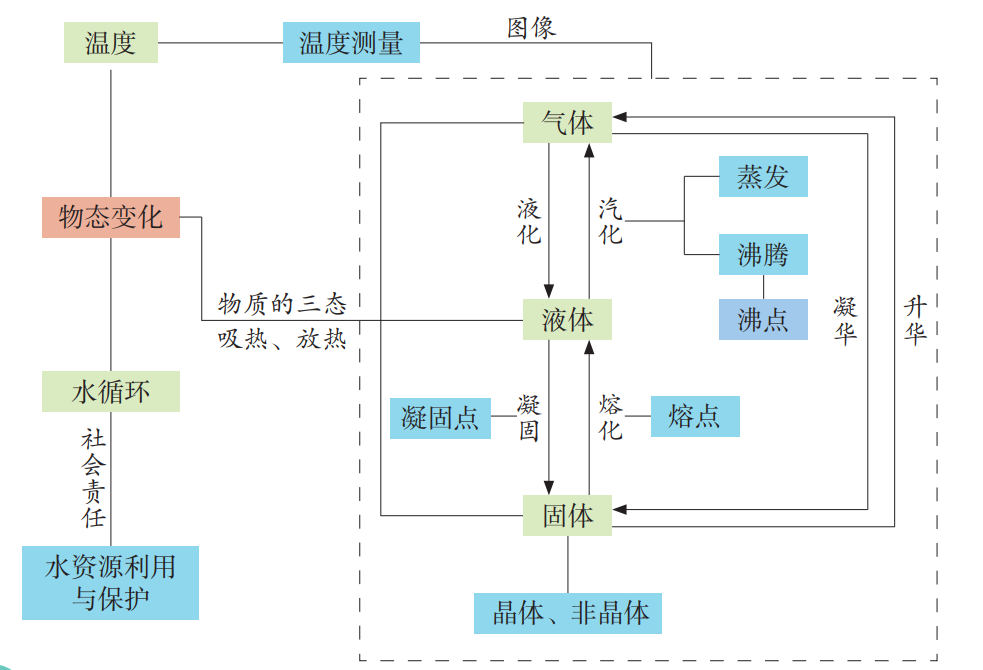 温度
温度测量
图像
气体
蒸发
液化
汽化
物态变化
沸腾
物质的三态
吸热、放热
液体
沸点
凝华
升华
水循环
凝固点
凝固
熔化
熔点
社会责任
固体
水资源利用
与保护
晶体、非晶体